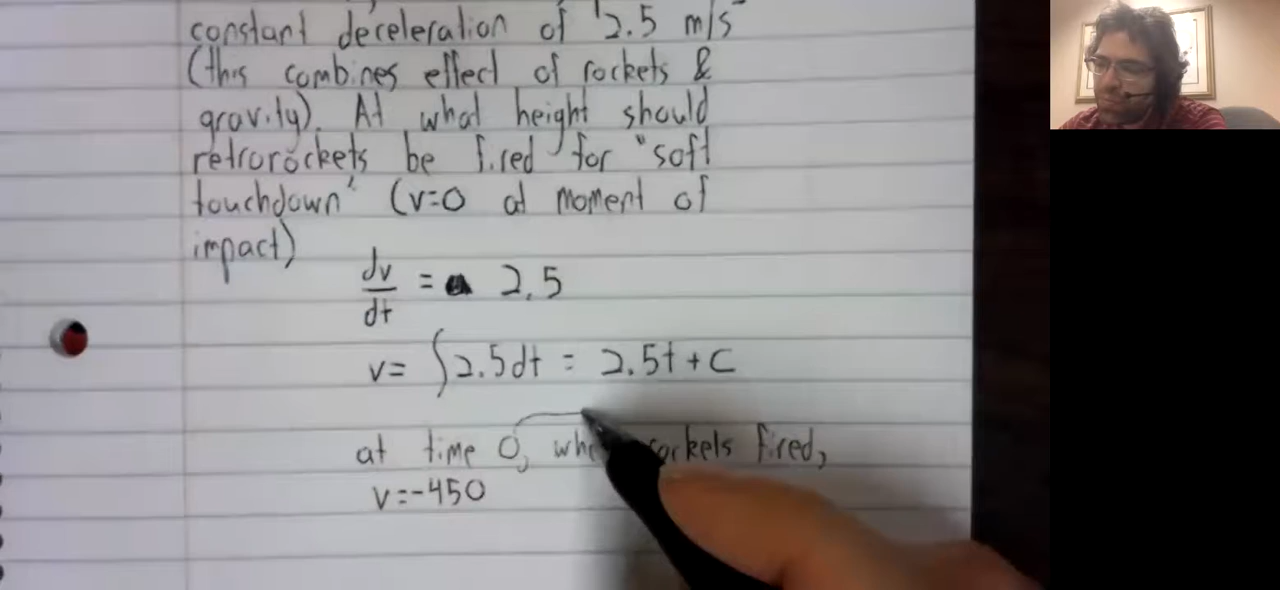 constant deceleration of 2.5 m/s
(this combines effect of rockets &
gravity). At what height should
retrorockets be fired for "soft
touchdown" (v=0 at moment of
impact)
dv/dt = 2.5
v = ∫2.5dt = 2.5t + C
at time 0, fired,
v=-450